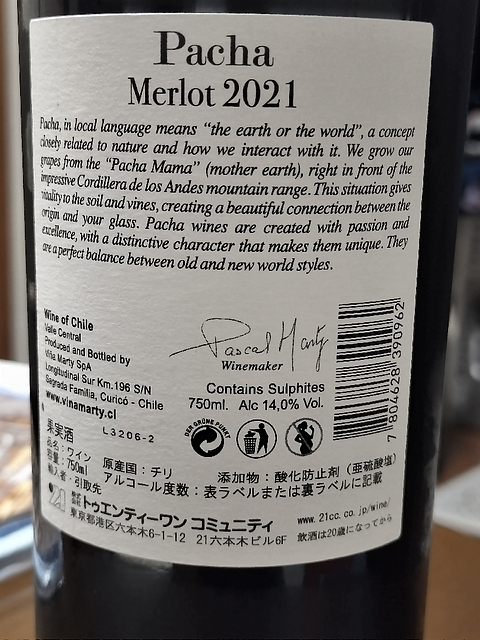 Pacha
Merlot 2021
Pacha, in local language means “the earth or the world”, a concept
closely related to nature and how we interact with it. We grow our
grapes from the “Pacha Mama” (mother earth), right in front of the
impressive Cordillera de los Andes mountain range. This situation gives
vitality to the soil and vines, creating a beautiful connection between the
origin and your glass. Pacha wines are created with passion and
excellence, with a distinctive character that makes them unique. They
are a perfect balance between old and new world styles.
Wine of Chile
Valle Central
Produced and Bottled by
Viña Marty SpA
Longitudinal Sur Km.196 S/N
Sagrada Familia, Curicó - Chile
www.vinamarty.cl
Pascal Marty
Winemaker
Contains Sulphites
750ml. Alc 14,0% Vol.
DER GRÜNE PUNKT
7 804628 390962
L3206-2
果実酒
品名：ワイン
容量：750ml 原産国：チリ 添加物：酸化防止剤（亜硫酸塩）
輸入者・引取先 アルコール度数：表ラベルまたは裏ラベルに記載
株式会社 トゥエンティーワン コミュニティ www.21cc.co.jp/wine/
東京都港区六本木6-1-12 21六本木ビル6F 飲酒は20歳になってから